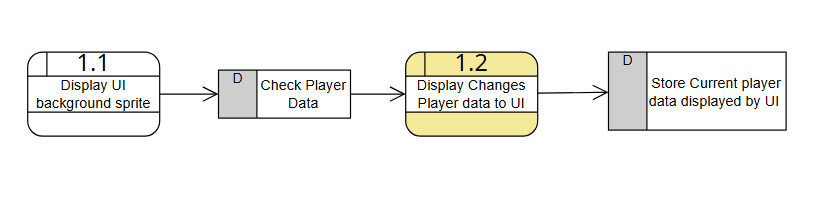 1.1
Display UI
background sprite
D
Check Player
Data
1.2
Display Changes
Player data to UI
D
Store Current player
data displayed by UI